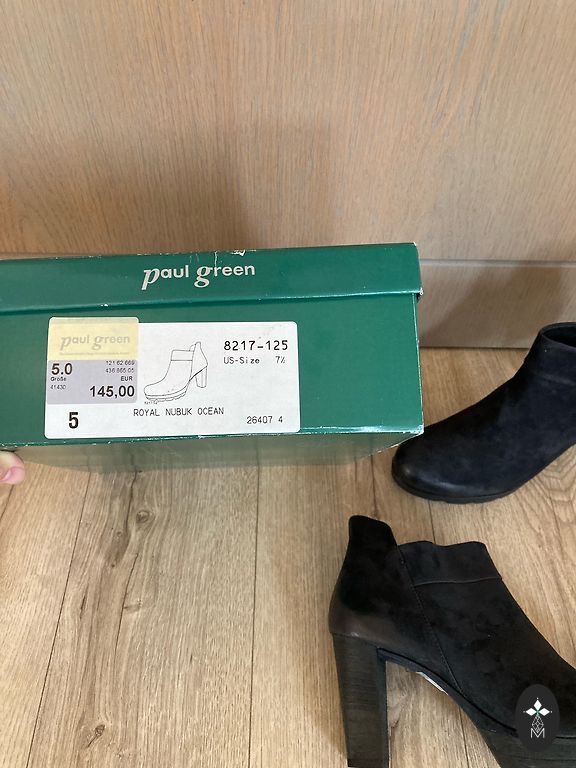 paul green
paul green
5.0
Größe
41430
121 62 669
436 865 05
EUR
145,00
8217-125
US-Size 7½
5
ROYAL NUBUK OCEAN
26407 4
M